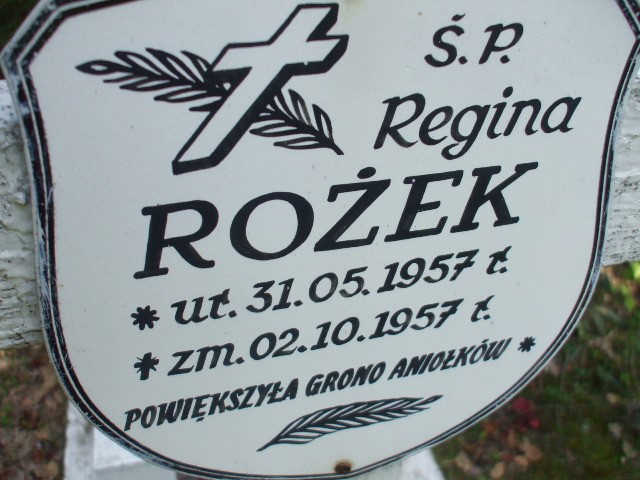 Ś.P.
Regina
ROŻEK
* ur. 31.05.1957 r.
* zm. 02.10.1957 r.
POWIĘKSZYŁA GRONO ANIOŁKÓW *